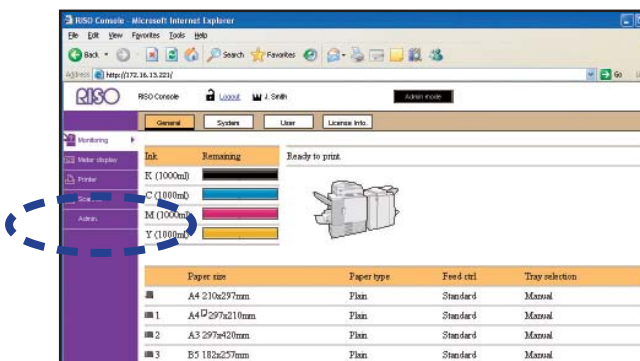 RISO Console - Microsoft Internet Explorer
File Edit View Favorites Tools Help
Back Search Favorites
Address http://172.16.13.221/ Go
RISO RISO Console Logout J. Smith Admin mode
General System User License Info.
Monitoring
Meter display
Printer
Admin.
Ink Remaining Ready to print
K (1000ml)
C (1000ml)
M (1000ml)
Y (1000ml)
Paper size Paper type Feed ctrl Tray selection
A4 210x297mm Plain Standard Manual
1 A4 297x210mm Plain Standard Manual
2 A3 297x420mm Plain Standard Manual
3 B5 182x257mm Plain Standard Manual